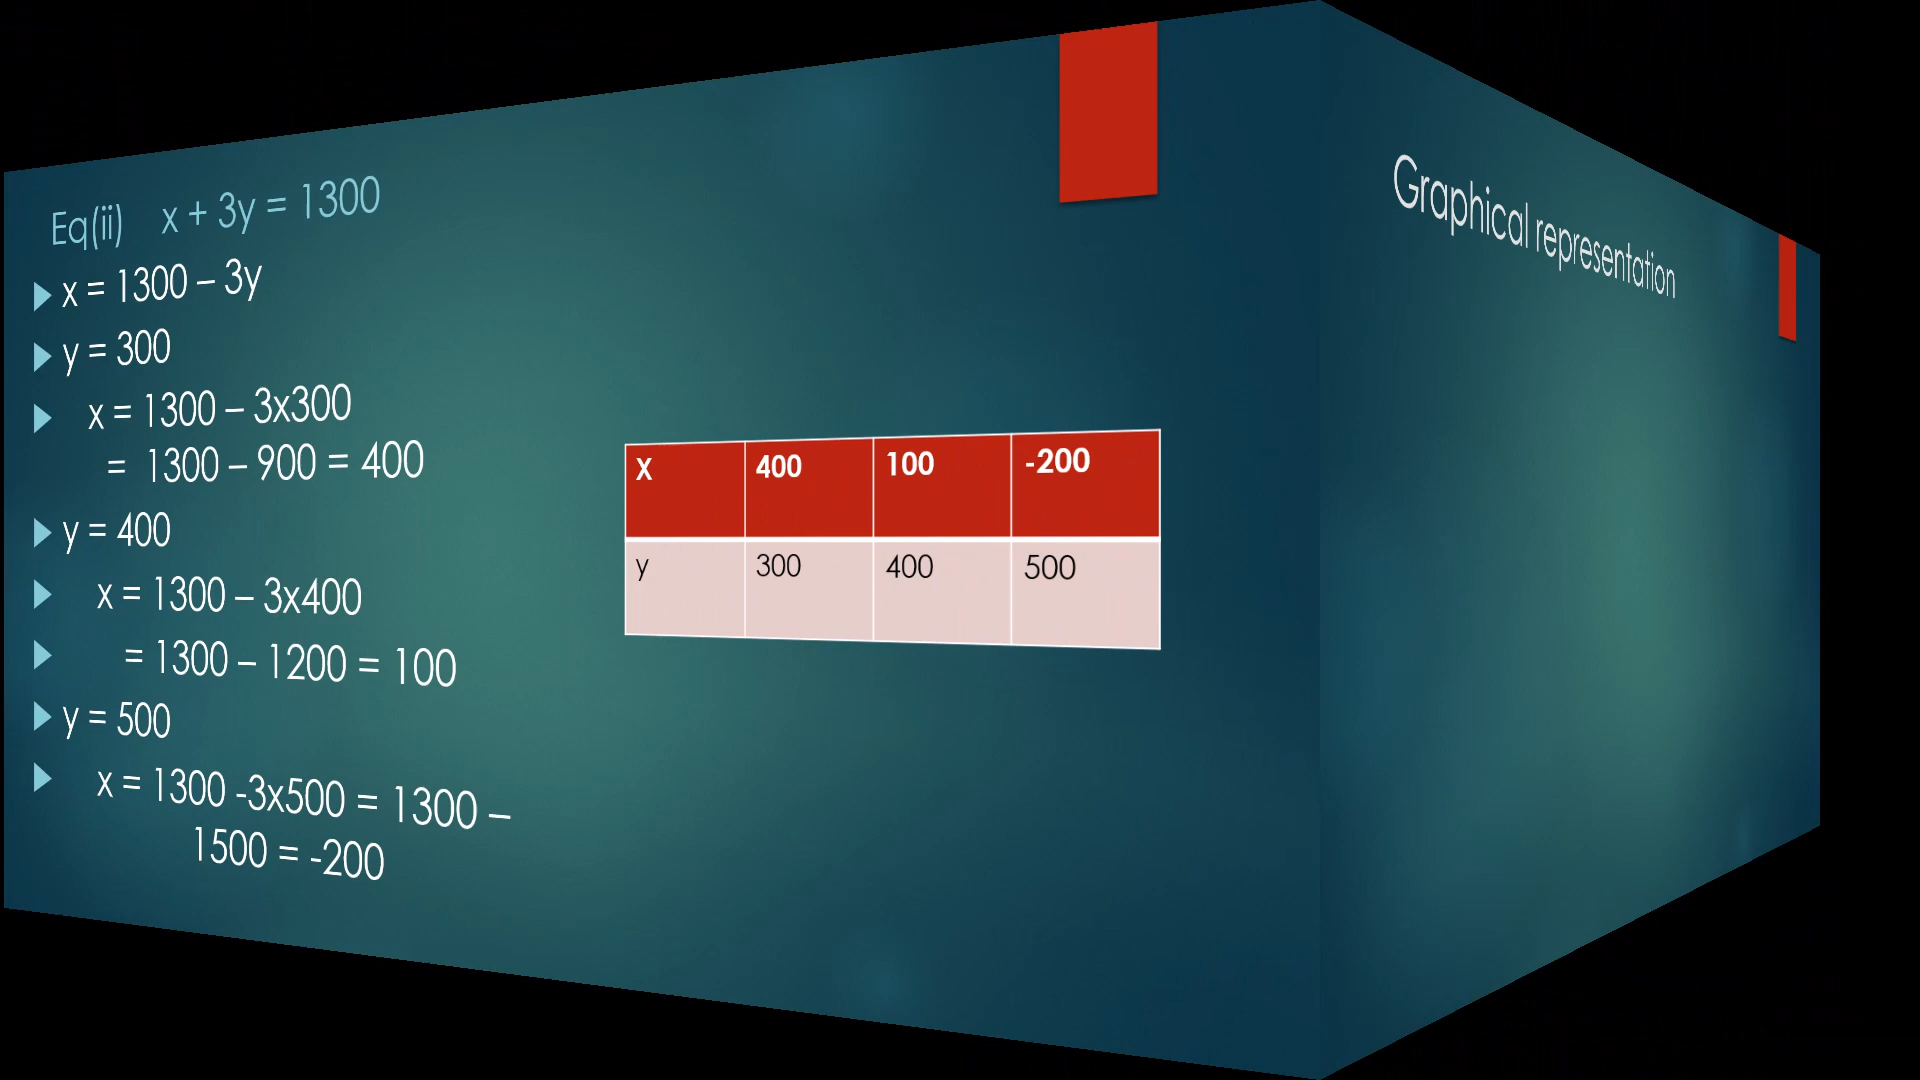 Eq(ii) x + 3y = 1300
x = 1300 – 3y
y = 300
x = 1300 – 3x300
= 1300 – 900 = 400
y = 400
x = 1300 – 3x400
= 1300 – 1200 = 100
y = 500
x = 1300 -3x500 = 1300 –
1500 = -200
X 400 100 -200
y 300 400 500
Graphical representation